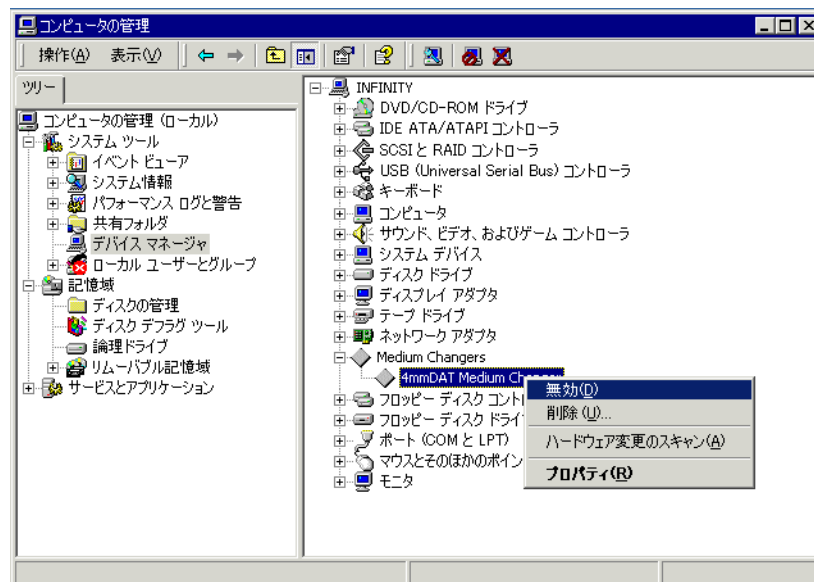 コンピュータの管理
操作(A) 表示(V)
ツリー
コンピュータの管理 (ローカル)
システム ツール
イベント ビューア
システム情報
パフォーマンス ログと警告
共有フォルダ
デバイス マネージャ
ローカル ユーザーとグループ
記憶域
ディスクの管理
ディスク デフラグ ツール
論理ドライブ
リムーバブル記憶域
サービスとアプリケーション
INFINITY
DVD/CD-ROM ドライブ
IDE ATA/ATAPI コントローラ
SCSI と RAID コントローラ
USB (Universal Serial Bus) コントローラ
キーボード
コンピュータ
サウンド、ビデオ、およびゲーム コントローラ
システム デバイス
ディスク ドライブ
ディスプレイ アダプタ
テープ ドライブ
ネットワーク アダプタ
Medium Changers
4mmDAT Medium
フロッピー ディスク コント
フロッピー ディスク ドライ
ポート (COM と LPT)
マウスとそのほかのポイン
モニタ
無効(D)
削除(U)...
ハードウェア変更のスキャン(A)
プロパティ(R)